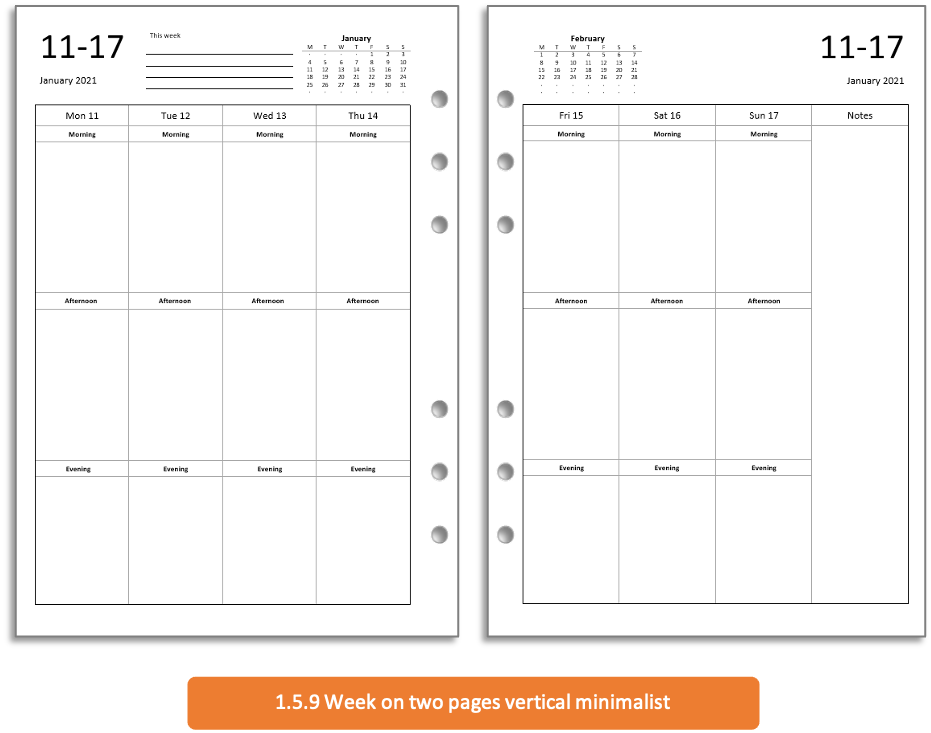 11-17
This week
January 2021
January
M T W T F S S
. . . . 1 2 3
4 5 6 7 8 9 10
11 12 13 14 15 16 17
18 19 20 21 22 23 24
25 26 27 28 29 30 31
. . . . . . .
Mon 11 Tue 12 Wed 13 Thu 14
Morning Morning Morning Morning
Afternoon Afternoon Afternoon Afternoon
Evening Evening Evening Evening
February
M T W T F S S
1 2 3 4 5 6 7
8 9 10 11 12 13 14
15 16 17 18 19 20 21
22 23 24 25 26 27 28
. . . . . . .
. . . . . . .
11-17
January 2021
Fri 15 Sat 16 Sun 17 Notes
Morning Morning Morning
Afternoon Afternoon Afternoon
Evening Evening Evening
1.5.9 Week on two pages vertical minimalist